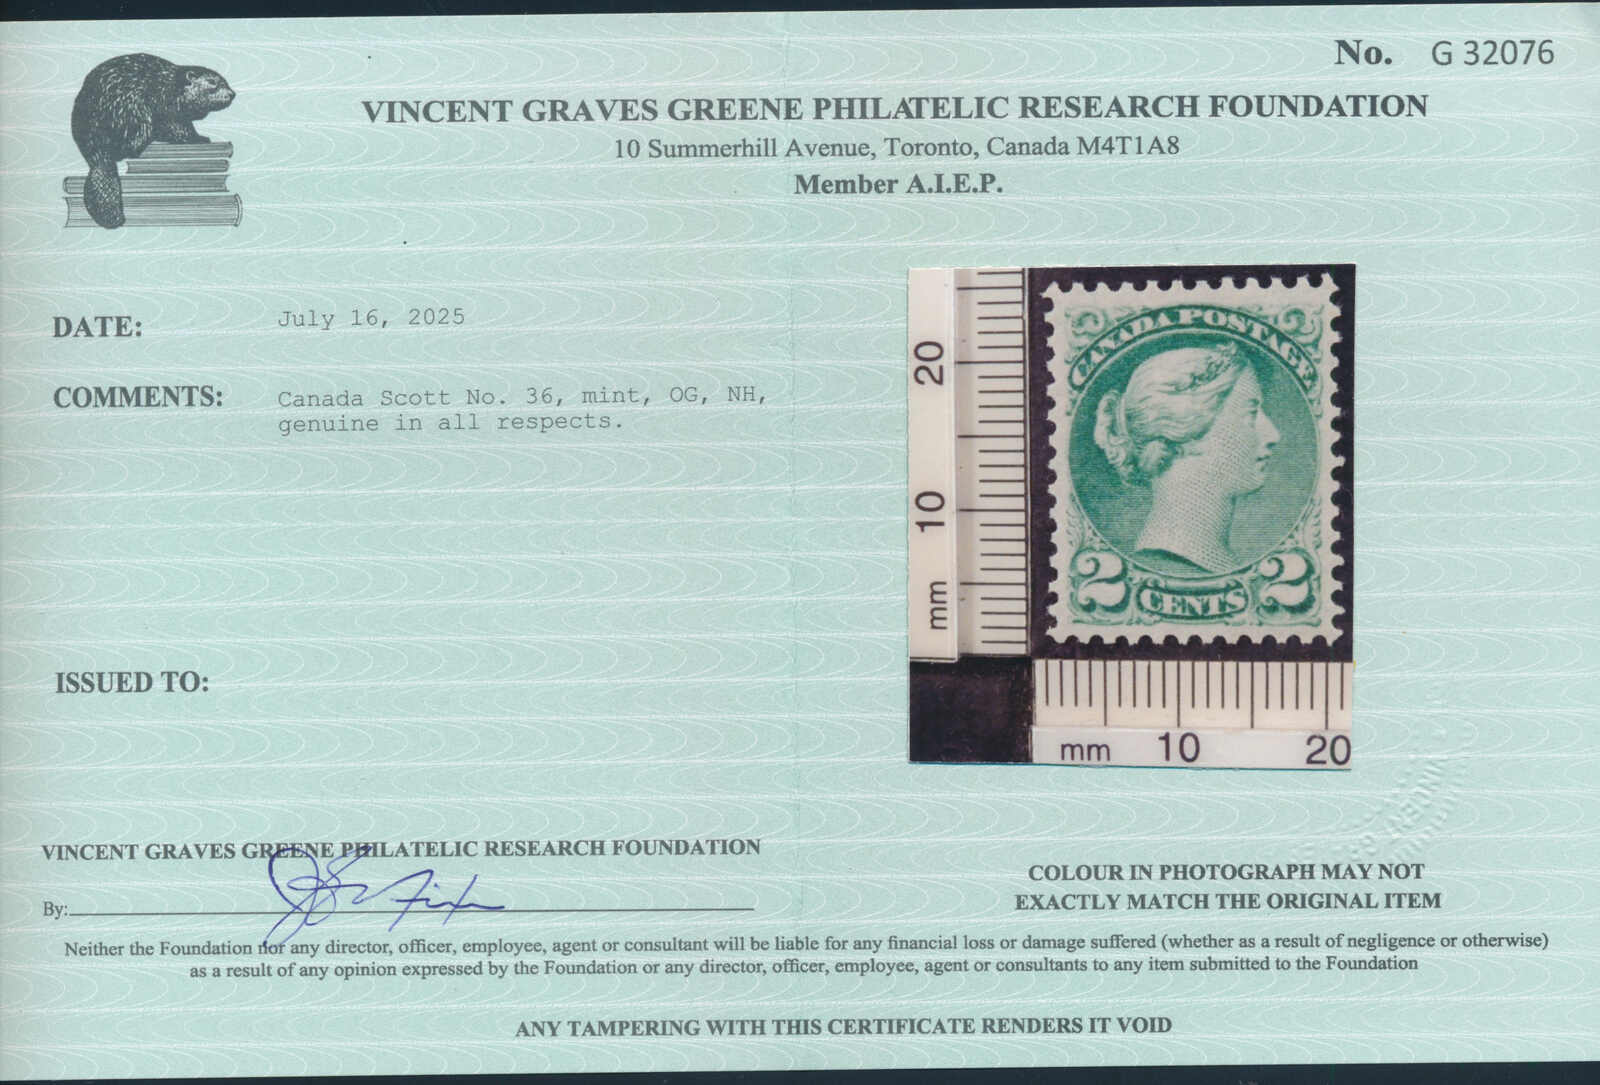 No. G 32076
VINCENT GRAVES GREENE PHILATELIC RESEARCH FOUNDATION
10 Summerhill Avenue, Toronto, Canada M4T1A8
Member A.I.E.P.
DATE: July 16, 2025
COMMENTS: Canada Scott No. 36, mint, OG, NH,
genuine in all respects.
20
10
mm
CANADA POSTAGE
2 CENTS 2
mm 10 20
ISSUED TO:
VINCENT GRAVES GREENE PHILATELIC RESEARCH FOUNDATION
By:
COLOUR IN PHOTOGRAPH MAY NOT
EXACTLY MATCH THE ORIGINAL ITEM
Neither the Foundation nor any director, officer, employee, agent or consultant will be liable for any financial loss or damage suffered (whether as a result of negligence or otherwise)
as a result of any opinion expressed by the Foundation or any director, officer, employee, agent or consultants to any item submitted to the Foundation
ANY TAMPERING WITH THIS CERTIFICATE RENDERS IT VOID